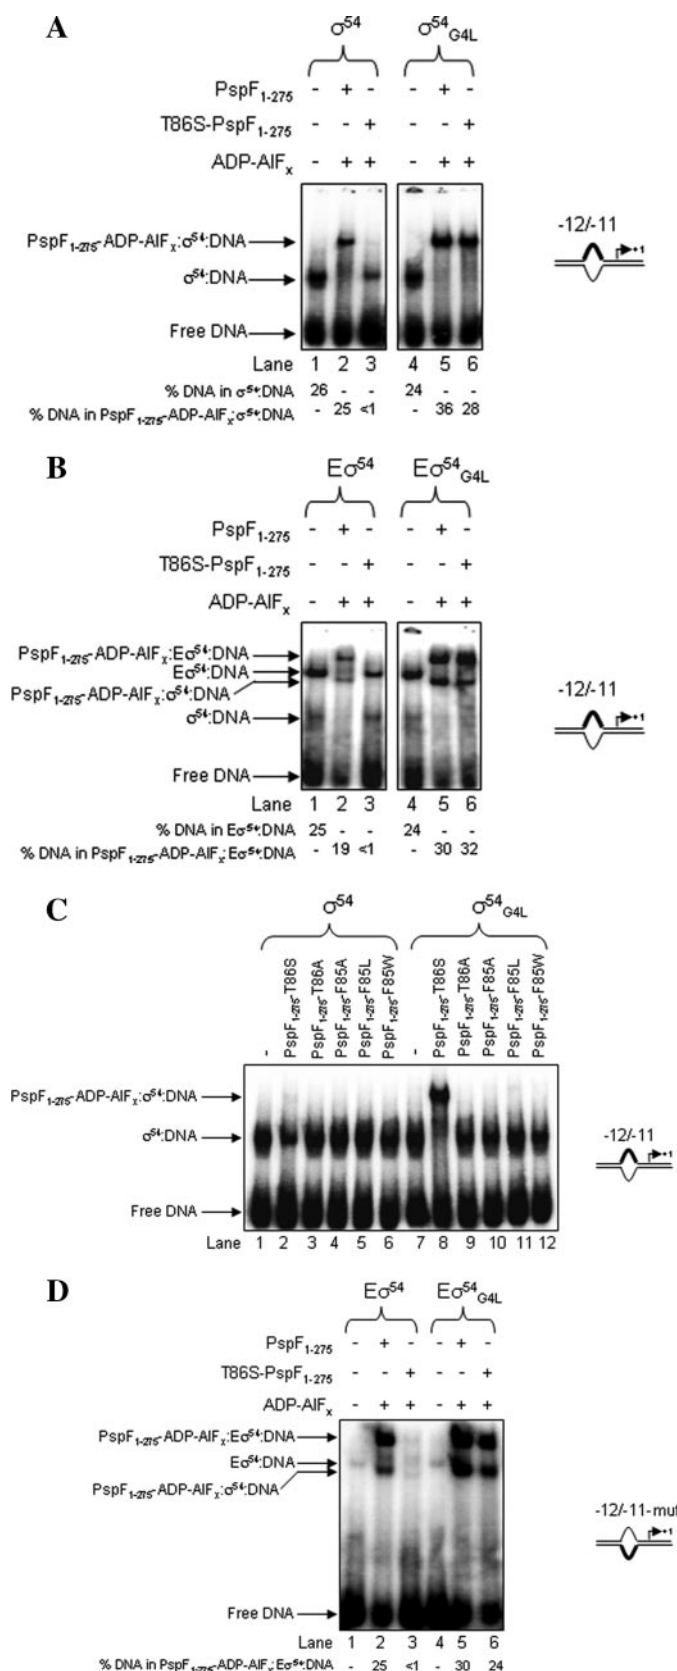 A
σ⁵⁴ σ⁵⁴G4L
PspF₁₋₂₇₅ - + - - + -
T86S-PspF₁₋₂₇₅ - - + - - +
ADP-AlFₓ - + + - + +
-12/-11
+1
PspF₁₋₂₇₅-ADP-AlFₓ:σ⁵⁴:DNA
σ⁵⁴:DNA
Free DNA
Lane 1 2 3 4 5 6
% DNA in σ⁵⁴:DNA 26 - - 24 - -
% DNA in PspF₁₋₂₇₅-ADP-AlFₓ:σ⁵⁴:DNA - 25 <1 - 36 28
B
Eσ⁵⁴ Eσ⁵⁴G4L
PspF₁₋₂₇₅ - + - - + -
T86S-PspF₁₋₂₇₅ - - + - - +
ADP-AlFₓ - + + - + +
PspF₁₋₂₇₅-ADP-AlFₓ:Eσ⁵⁴:DNA
Eσ⁵⁴:DNA
PspF₁₋₂₇₅-ADP-AlFₓ:σ⁵⁴:DNA
σ⁵⁴:DNA
Free DNA
-12/-11
+1
Lane 1 2 3 4 5 6
% DNA in Eσ⁵⁴:DNA 25 - - 24 - -
% DNA in PspF₁₋₂₇₅-ADP-AlFₓ:Eσ⁵⁴:DNA - 19 <1 - 30 32
C
σ⁵⁴ σ⁵⁴G4L
- PspF₁₋₂₇₅-T86S PspF₁₋₂₇₅-T86A PspF₁₋₂₇₅-F85A PspF₁₋₂₇₅-F85L PspF₁₋₂₇₅-F85W - PspF₁₋₂₇₅-T86S PspF₁₋₂₇₅-T86A PspF₁₋₂₇₅-F85A PspF₁₋₂₇₅-F85L PspF₁₋₂₇₅-F85W
PspF₁₋₂₇₅-ADP-AlFₓ:σ⁵⁴:DNA
σ⁵⁴:DNA
Free DNA
-12/-11
+1
Lane 1 2 3 4 5 6 7 8 9 10 11 12
D
Eσ⁵⁴ Eσ⁵⁴G4L
PspF₁₋₂₇₅ - + - - + -
T86S-PspF₁₋₂₇₅ - - + - - +
ADP-AlFₓ - + + - + +
PspF₁₋₂₇₅-ADP-AlFₓ:Eσ⁵⁴:DNA
Eσ⁵⁴:DNA
PspF₁₋₂₇₅-ADP-AlFₓ:σ⁵⁴:DNA
Free DNA
-12/-11-mut
+1
Lane 1 2 3 4 5 6
% DNA in PspF₁₋₂₇₅-ADP-AlFₓ:Eσ⁵⁴:DNA - 25 <1 - 30 24